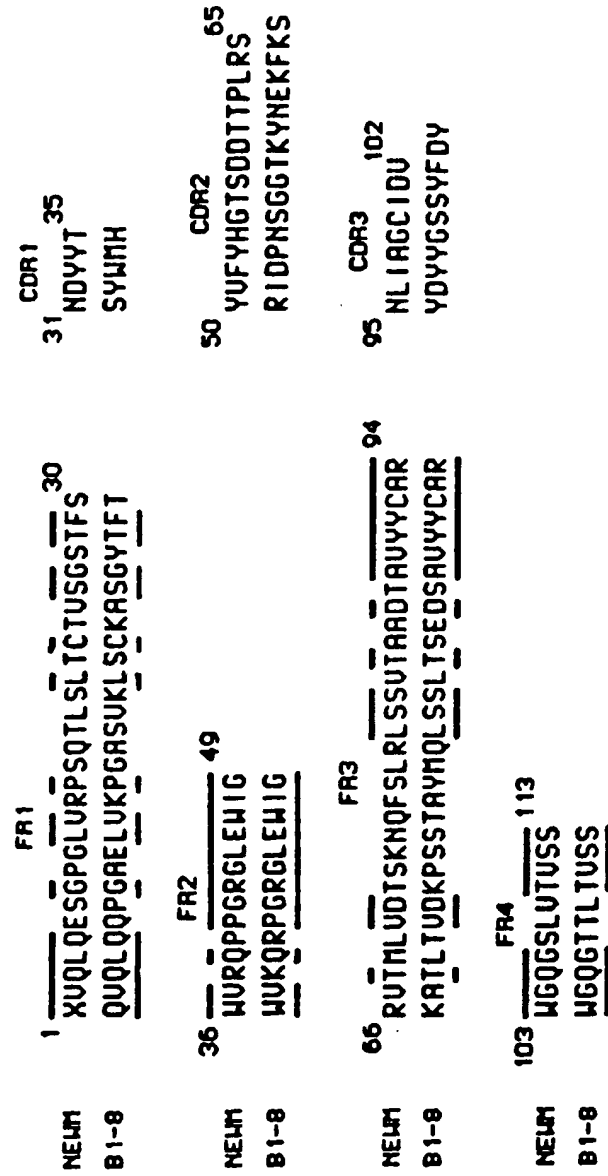 FR1 CDR1
1 30 31 35
NEWM XVQLQESGPGLVRPSQTLSLTCTVSGSTFS NDYYT
B1-8 QVQLQQPGAELVKPGASVKLSCKASGYTFT SYWMH
FR2 CDR2
36 49 50 65
NEWM WVRQPPGRGLEWIG YVFYHGTSDDTTPLRS
B1-8 WVKQRPGRGLEWIG RIDPNSGGTKYNEKFKS
FR3 CDR3
66 94 95 102
NEWM RVTMLVDTSKNQFSLRLSSVTAADTAVYYCAR NLIAGCIDV
B1-8 KATLTVDKPSSTAYMQLSSLTSEDSAVYYCAR YDYYGSSYFDY
FR4
103 113
NEWM WGQGSLVTVSS
B1-8 WGQGTTLTVSS